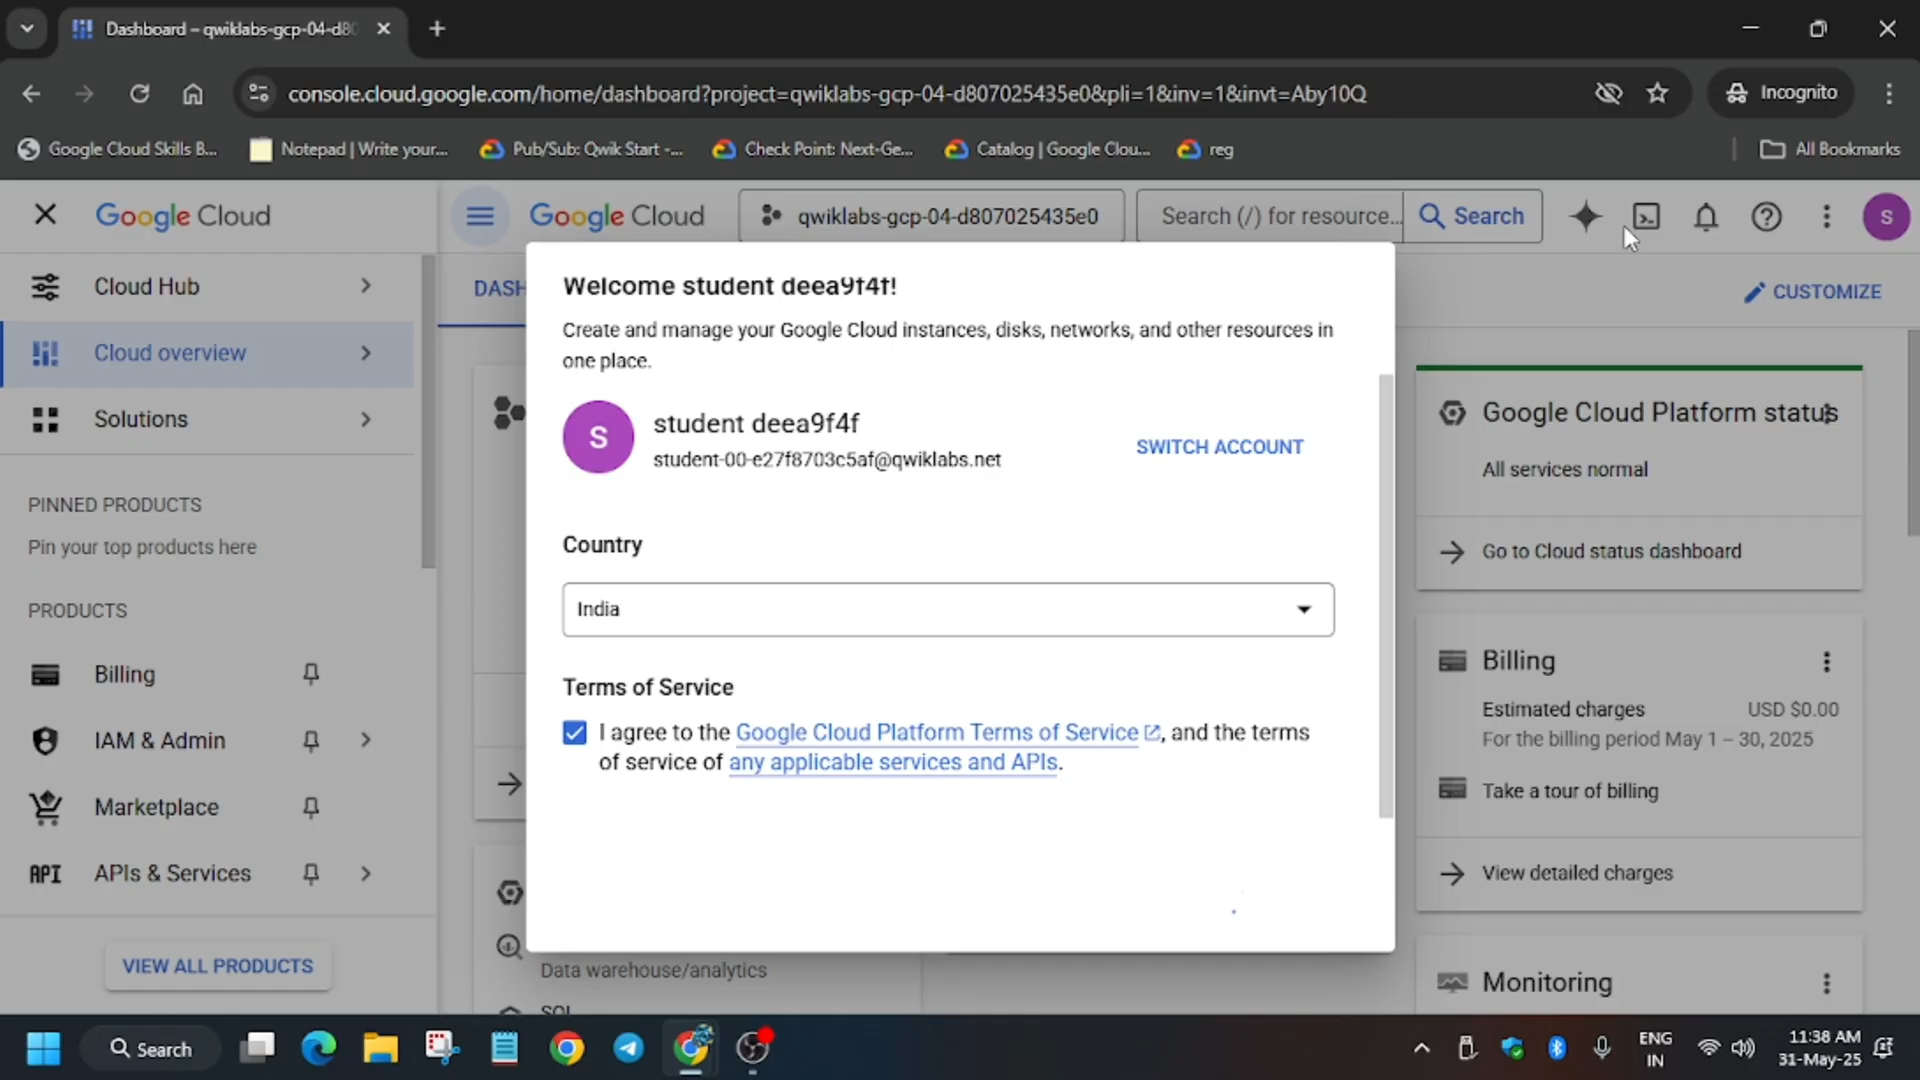 Dashboard – qwiklabs-gcp-04-d80
console.cloud.google.com/home/dashboard?project=qwiklabs-gcp-04-d807025435e0&pli=1&inv=1&invt=Aby10Q
Incognito
Google Cloud Skills B...
Notepad | Write your...
Pub/Sub: Qwik Start -...
Check Point: Next-Ge...
Catalog | Google Clou...
reg
All Bookmarks
Google Cloud
Google Cloud
qwiklabs-gcp-04-d807025435e0
Search (/) for resource...
Search
S
Cloud Hub
Cloud overview
Solutions
PINNED PRODUCTS
Pin your top products here
PRODUCTS
Billing
IAM & Admin
Marketplace
API APIs & Services
VIEW ALL PRODUCTS
DASH
CUSTOMIZE
Welcome student deea9f4f!
Create and manage your Google Cloud instances, disks, networks, and other resources in
one place.
S
student deea9f4f
student-00-e27f8703c5af@qwiklabs.net
SWITCH ACCOUNT
Country
India
Terms of Service
I agree to the Google Cloud Platform Terms of Service, and the terms
of service of any applicable services and APIs.
Data warehouse/analytics
SQL
Google Cloud Platform status
All services normal
Go to Cloud status dashboard
Billing
Estimated charges USD $0.00
For the billing period May 1 – 30, 2025
Take a tour of billing
View detailed charges
Monitoring
Search
ENG
IN
11:38 AM
31-May-25